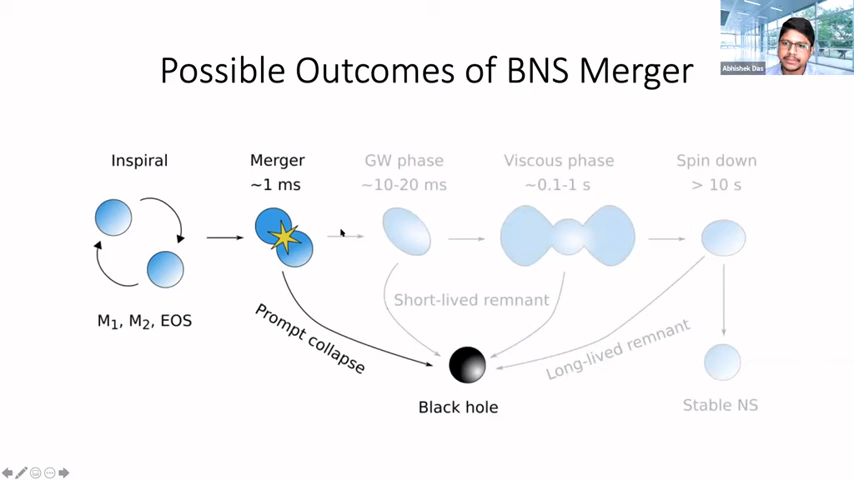 Abhishek Das
Possible Outcomes of BNS Merger
Inspiral
Merger
~1 ms
GW phase
~10-20 ms
Viscous phase
~0.1-1 s
Spin down
> 10 s
M1, M2, EOS
Prompt collapse
Short-lived remnant
Long-lived remnant
Black hole
Stable NS